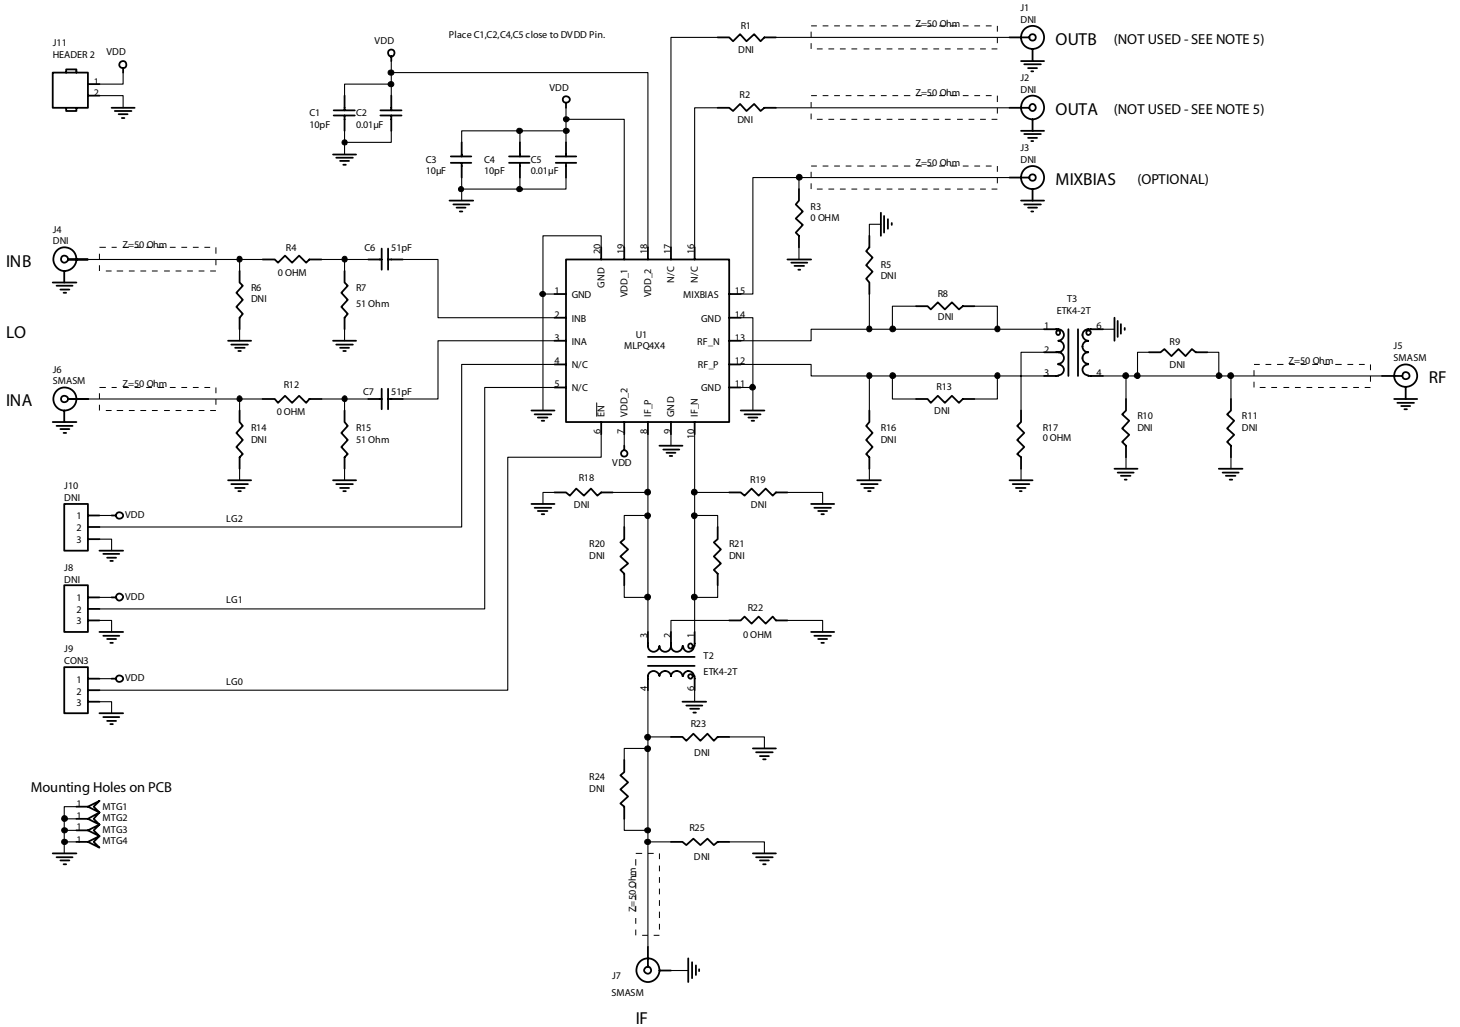 J11
HEADER 2
VDD
1
2
VDD
Place C1,C2,C4,C5 close to DVDD Pin.
C1
10pF
C2
0.01µF
VDD
C3
10µF
C4
10pF
C5
0.01µF
R1
DNI
Z=50 Ohm
J1
DNI
OUTB (NOT USED - SEE NOTE 5)
R2
DNI
Z=50 Ohm
J2
DNI
OUTA (NOT USED - SEE NOTE 5)
Z=50 Ohm
J3
DNI
MIXBIAS (OPTIONAL)
R3
0 OHM
J4
DNI
INB
Z=50 Ohm
R4
0 OHM
C6 51pF
R6
DNI
R7
51 Ohm
LO
J6
SMASM
INA
Z=50 Ohm
R12
0 OHM
C7 51pF
R14
DNI
R15
51 Ohm
20 19 18 17 16
GND VDD_1 VDD_2 N/C N/C
1 GND
2 INB
3 INA
4 N/C
5 N/C
U1
MLPQ4X4
MIXBIAS 15
GND 14
RF_N 13
RF_P 12
GND 11
EN VDD_2 IF_P GND IF_N
6 7 8 9 10
VDD
R5
DNI
R8
DNI
T3
ETK4-2T
1
2
3
6
4
R9
DNI
Z=50 Ohm
J5
SMASM
RF
R13
DNI
R16
DNI
R17
0 OHM
R10
DNI
R11
DNI
J10
DNI
1
2
3
VDD
LG2
J8
DNI
1
2
3
VDD
LG1
J9
CON3
1
2
3
VDD
LG0
R18
DNI
R19
DNI
R20
DNI
R21
DNI
R22
0 OHM
3 2 1
T2
ETK4-2T
4 6
R23
DNI
R24
DNI
R25
DNI
Z=50 Ohm
J7
SMASM
IF
Mounting Holes on PCB
1 MTG1
1 MTG2
1 MTG3
1 MTG4